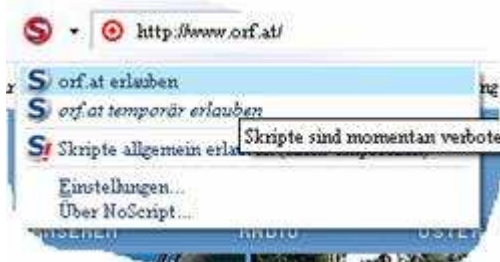 http://www.orf.at/
orf.at erlauben
orf.at temporär erlauben
Skripte sind momentan verbote
Skripte allgemein
Einstellungen...
Über NoScript...
RADIO